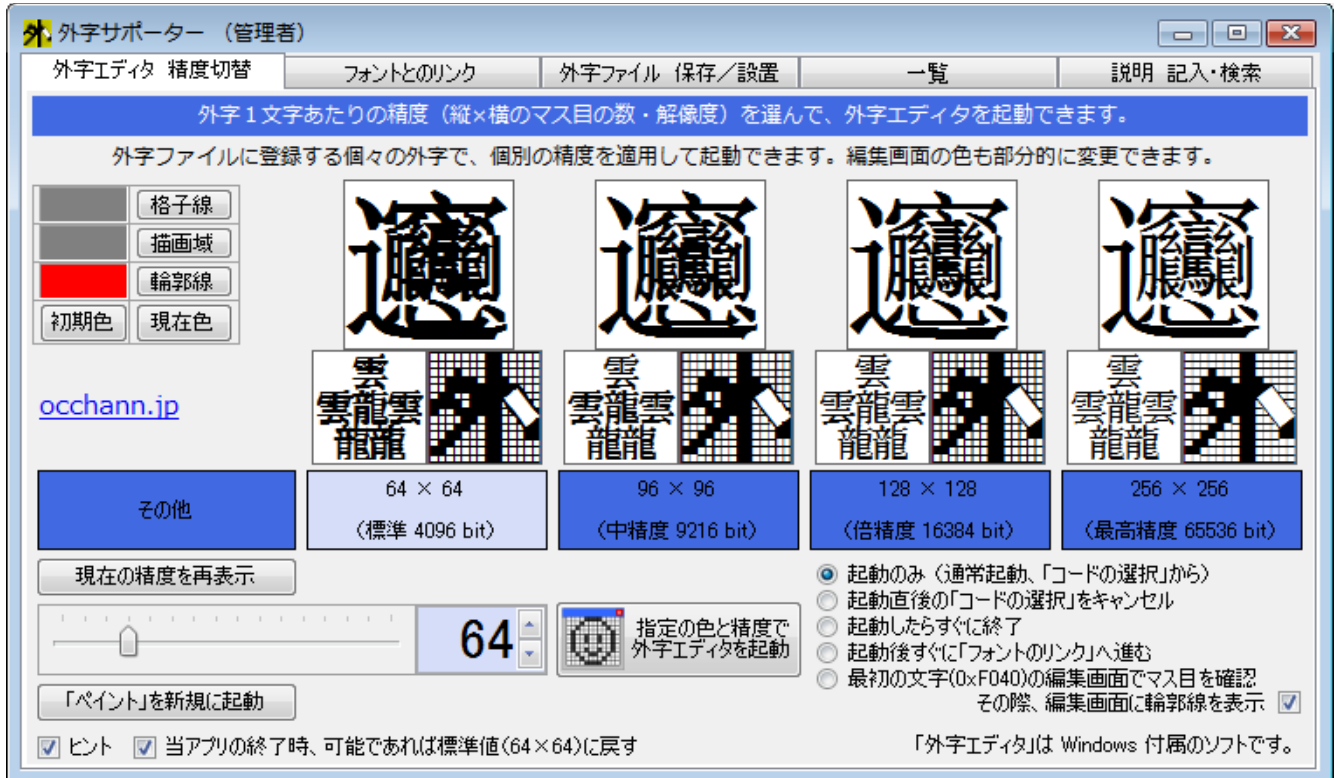 外字サポーター （管理者）
外字エディタ 精度切替
フォントとのリンク
外字ファイル 保存／設置
一覧
説明 記入・検索
外字１文字あたりの精度（縦×横のマス目の数・解像度）を選んで、外字エディタを起動できます。
外字ファイルに登録する個々の外字で、個別の精度を適用して起動できます。編集画面の色も部分的に変更できます。
格子線
描画域
輪郭線
初期色
現在色
occhann.jp
雲
雲龍雲
龍龍
外
雲
雲龍雲
龍龍
外
雲
雲龍雲
龍龍
外
雲
雲龍雲
龍龍
外
その他
64 × 64
（標準 4096 bit）
96 × 96
（中精度 9216 bit）
128 × 128
（倍精度 16384 bit）
256 × 256
（最高精度 65536 bit）
現在の精度を再表示
64
指定の色と精度で
外字エディタを起動
起動のみ（通常起動、「コードの選択」から）
起動直後の「コードの選択」をキャンセル
起動したらすぐに終了
起動後すぐに「フォントのリンク」へ進む
最初の文字(0xF040)の編集画面でマス目を確認
その際、編集画面に輪郭線を表示
「ペイント」を新規に起動
ヒント
当アプリの終了時、可能であれば標準値(64×64)に戻す
「外字エディタ」は Windows 付属のソフトです。